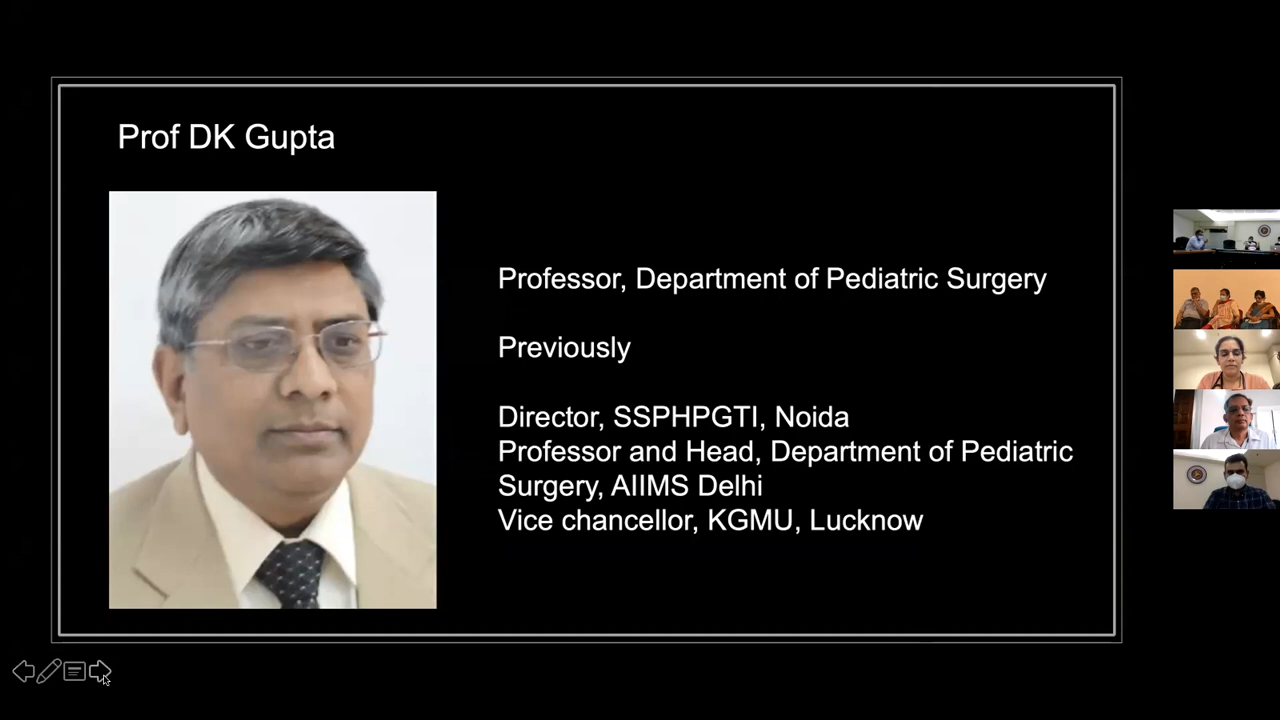 Prof DK Gupta
Professor, Department of Pediatric Surgery
Previously
Director, SSPHPGTI, Noida
Professor and Head, Department of Pediatric
Surgery, AIIMS Delhi
Vice chancellor, KGMU, Lucknow